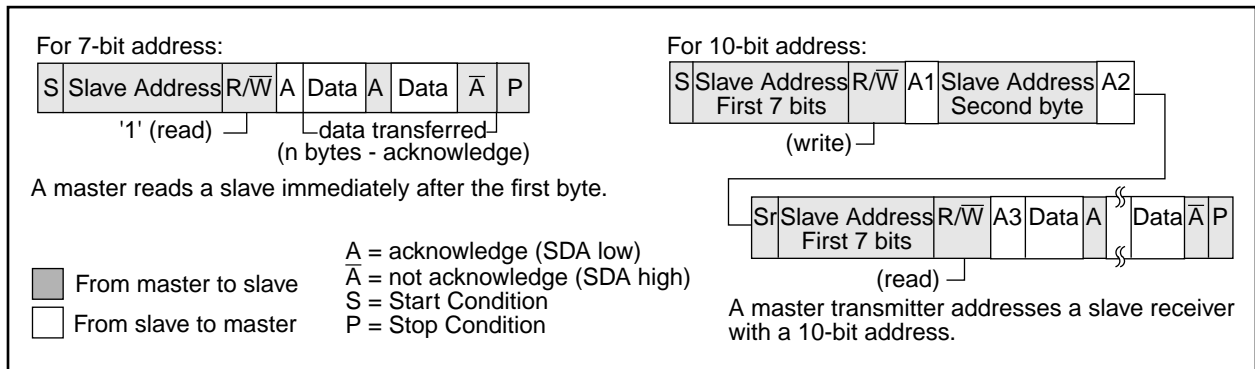 For 7-bit address:
S Slave Address R/W̅ A Data A Data A̅ P
'1' (read)
data transferred
(n bytes - acknowledge)
A master reads a slave immediately after the first byte.
From master to slave
From slave to master
A = acknowledge (SDA low)
A̅ = not acknowledge (SDA high)
S = Start Condition
P = Stop Condition
For 10-bit address:
S Slave Address First 7 bits R/W̅ A1 Slave Address Second byte A2
(write)
Sr Slave Address First 7 bits R/W̅ A3 Data A Data A̅ P
(read)
A master transmitter addresses a slave receiver
with a 10-bit address.